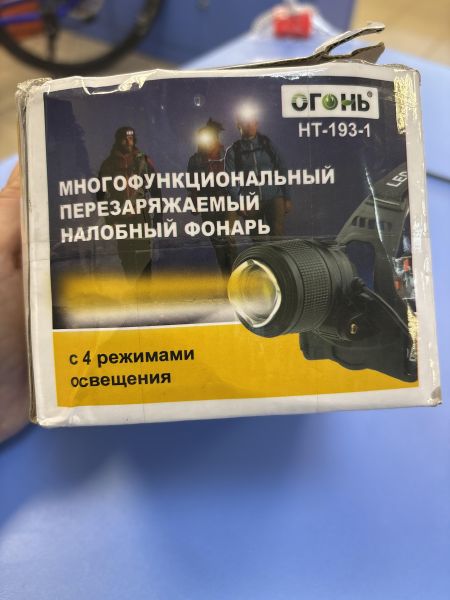 ОГОНЬ
НТ-193-1
МНОГОФУНКЦИОНАЛЬНЫЙ
ПЕРЕЗАРЯЖАЕМЫЙ
НАЛОБНЫЙ ФОНАРЬ
с 4 режимами
освещения